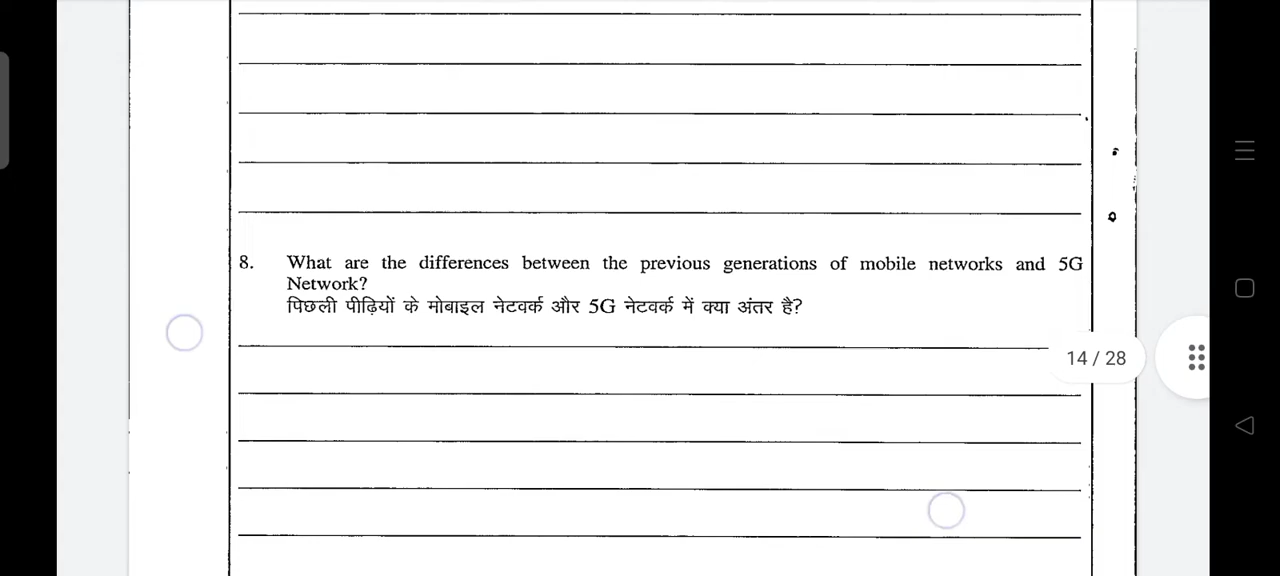 8. What are the differences between the previous generations of mobile networks and 5G
Network?
पिछली पीढ़ियों के मोबाइल नेटवर्क और 5G नेटवर्क में क्या अंतर है?
14 / 28